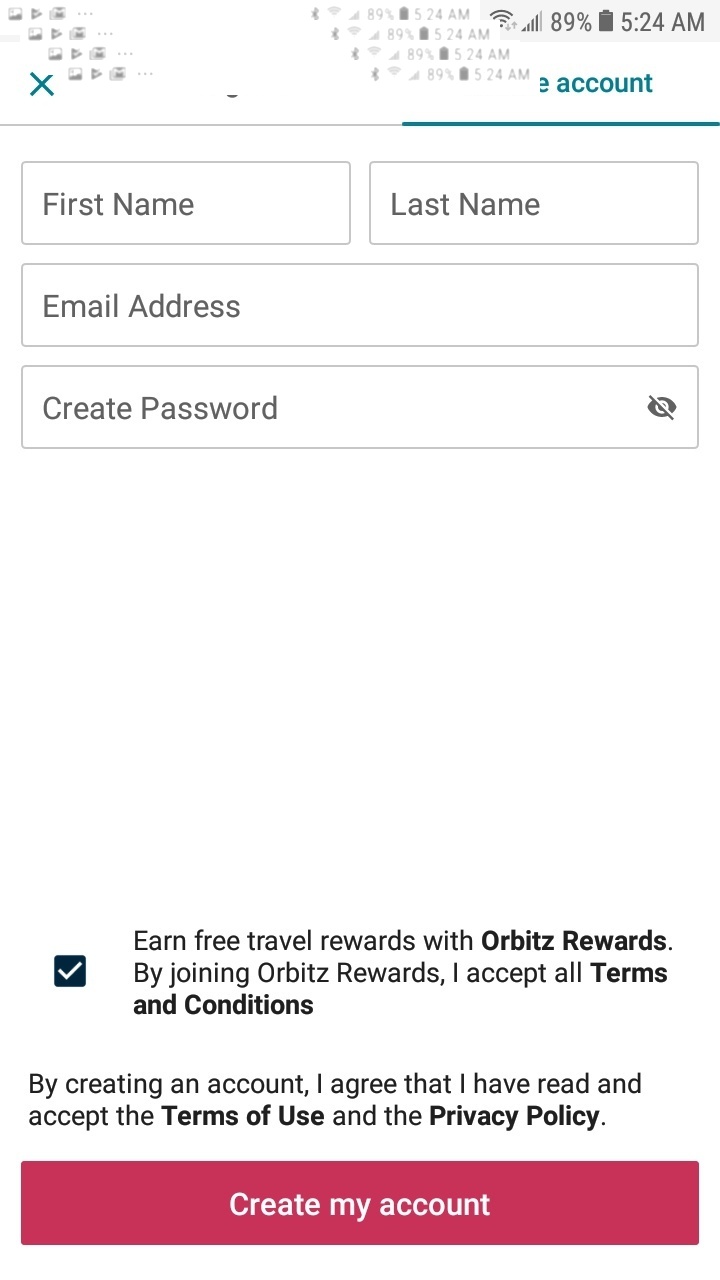 89% 5:24 AM
89% 5 24 AM
89% 5 24 AM
89% 5 24 AM
89% 5 24 AM
e account
First Name
Last Name
Email Address
Create Password
Earn free travel rewards with Orbitz Rewards.
By joining Orbitz Rewards, I accept all Terms
and Conditions
By creating an account, I agree that I have read and
accept the Terms of Use and the Privacy Policy.
Create my account